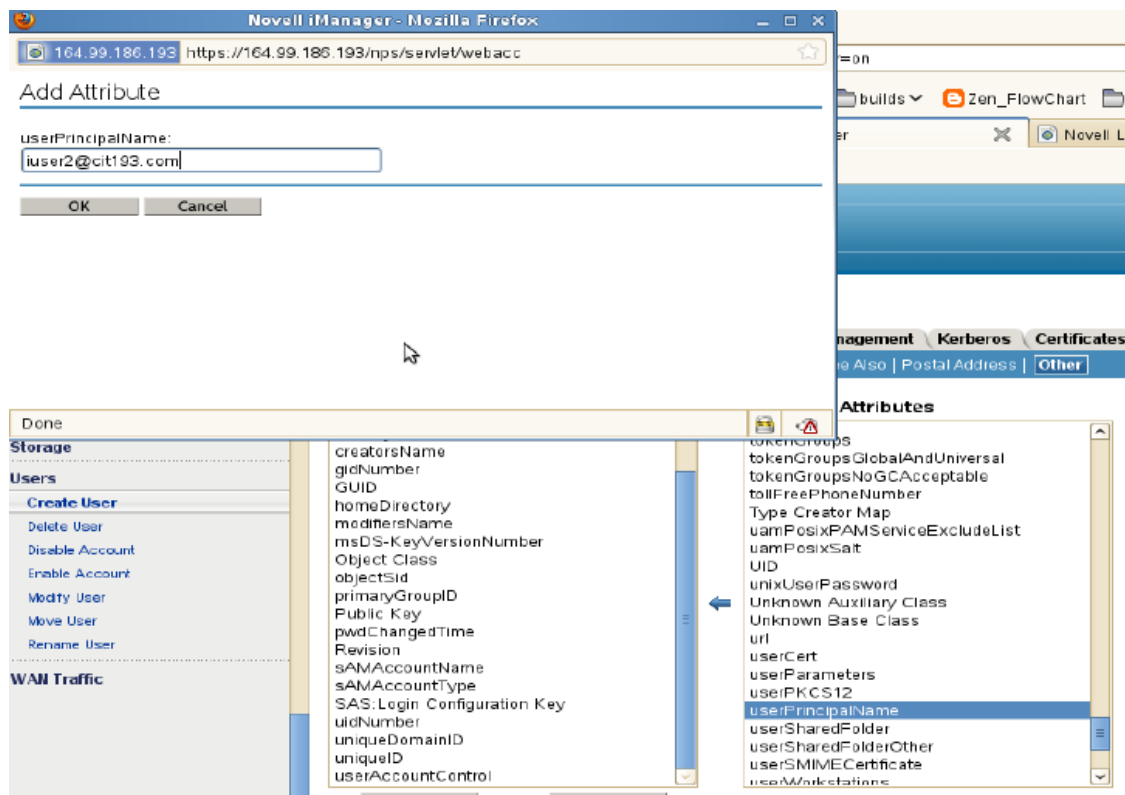 Novell iManager - Mozilla Firefox
164.99.186.193 https://164.99.186.193/nps/servlet/webacc
Add Attribute
userPrincipalName:
iuser2@cit193.com
OK Cancel
Done
=on
builds Zen_FlowChart
er Novell L
nagement Kerberos Certificates
e Also | Postal Address | Other
Attributes
Storage
Users
Create User
Delete User
Disable Account
Enable Account
Modify User
Move User
Rename User
WAN Traffic
creatorsName
gidNumber
GUID
homeDirectory
modifiersName
msDS-KeyVersionNumber
Object Class
objectSid
primaryGroupID
Public Key
pwdChangedTime
Revision
sAMAccountName
sAMAccountType
SAS:Login Configuration Key
uidNumber
uniqueDomainID
uniqueID
userAccountControl
tokenGroups
tokenGroupsGlobalAndUniversal
tokenGroupsNoGCAcceptable
tollFreePhoneNumber
Type Creator Map
uamPosixPAMServiceExcludeList
uamPosixSalt
UID
unixUserPassword
Unknown Auxiliary Class
Unknown Base Class
url
userCert
userParameters
userPKCS12
userPrincipalName
userSharedFolder
userSharedFolderOther
userSMIMECertificate
userWorkstations